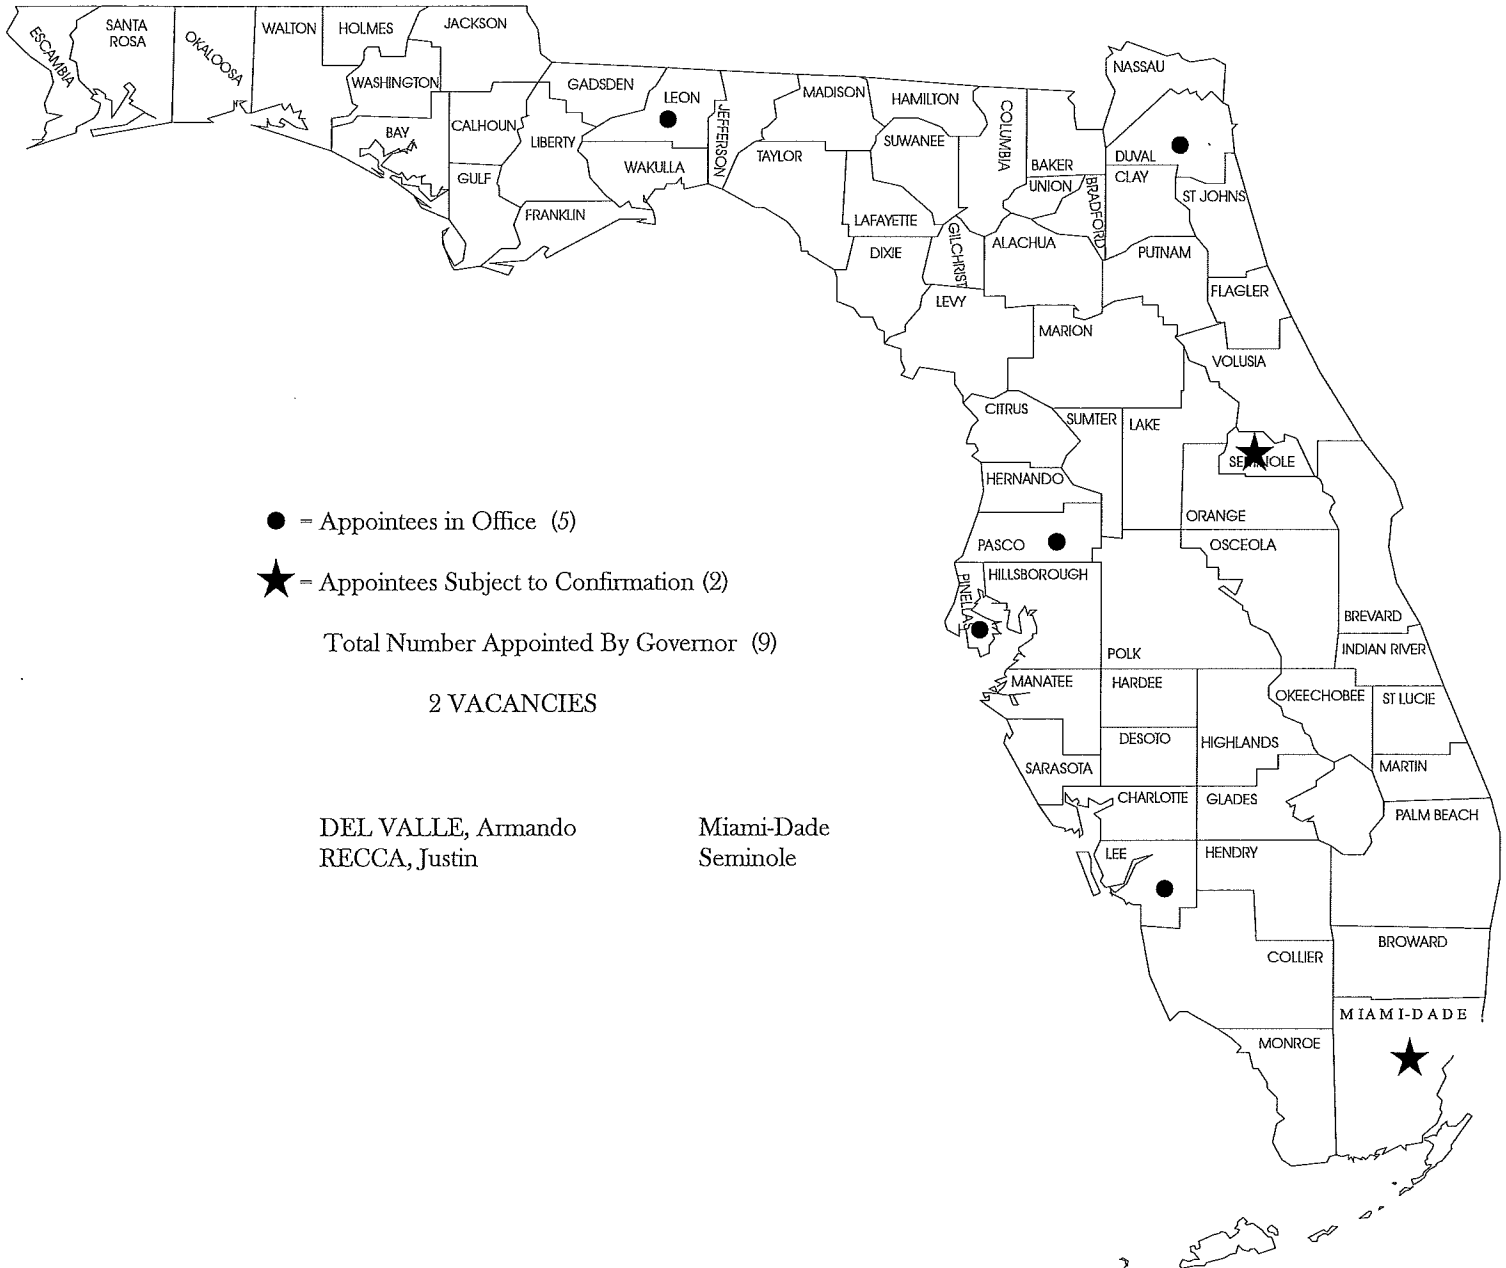 ESCAMBIA
SANTA
ROSA
OKALOOSA
WALTON
HOLMES
JACKSON
WASHINGTON
BAY
CALHOUN
GULF
LIBERTY
GADSDEN
FRANKLIN
LEON
WAKULLA
JEFFERSON
MADISON
TAYLOR
HAMILTON
SUWANEE
LAFAYETTE
DIXIE
COLUMBIA
GILCHRIST
LEVY
BAKER
UNION
BRADFORD
ALACHUA
NASSAU
DUVAL
CLAY
ST JOHNS
PUTNAM
FLAGLER
MARION
VOLUSIA
CITRUS
SUMTER
LAKE
SEMINOLE
HERNANDO
ORANGE
PASCO
OSCEOLA
PINELLAS
HILLSBOROUGH
POLK
BREVARD
INDIAN RIVER
MANATEE
HARDEE
OKEECHOBEE
ST LUCIE
DESOTO
HIGHLANDS
SARASOTA
MARTIN
CHARLOTTE
GLADES
PALM BEACH
LEE
HENDRY
BROWARD
COLLIER
MIAMI-DADE
MONROE
= Appointees in Office (5)
= Appointees Subject to Confirmation (2)
Total Number Appointed By Governor (9)
2 VACANCIES
DEL VALLE, Armando Miami-Dade
RECCA, Justin Seminole